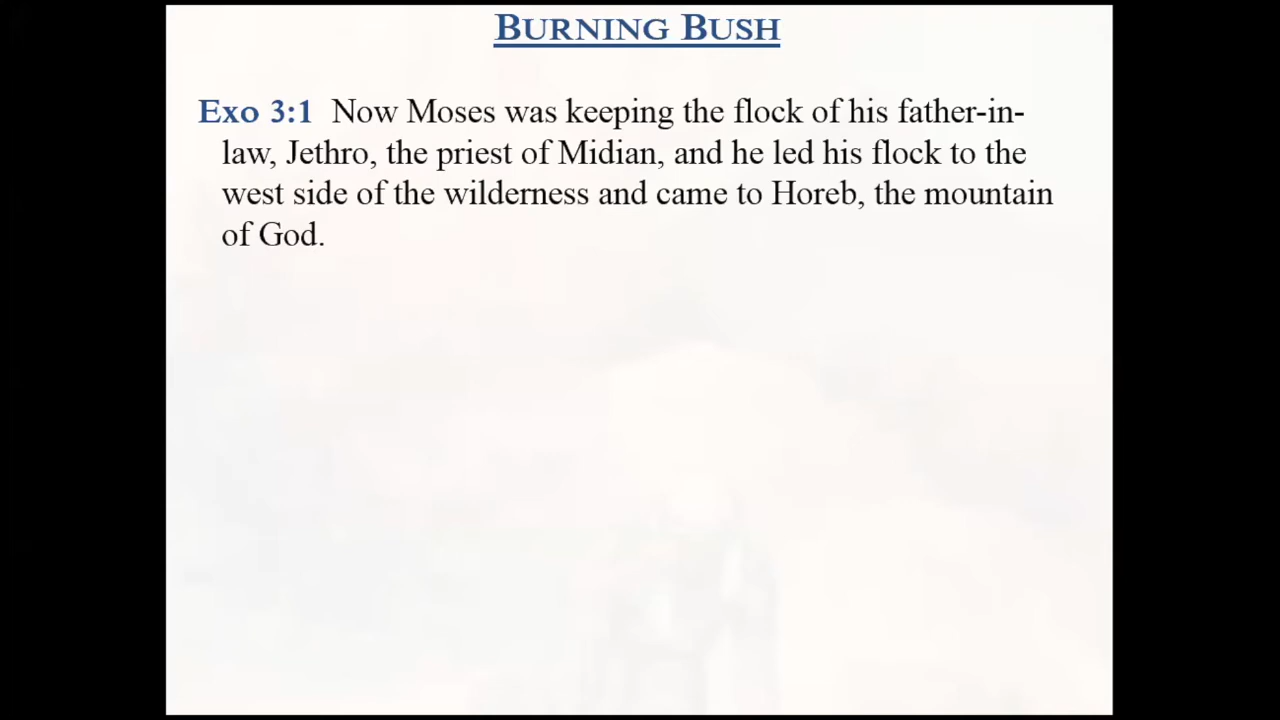 BURNING BUSH
Exo 3:1 Now Moses was keeping the flock of his father-in-
law, Jethro, the priest of Midian, and he led his flock to the
west side of the wilderness and came to Horeb, the mountain
of God.